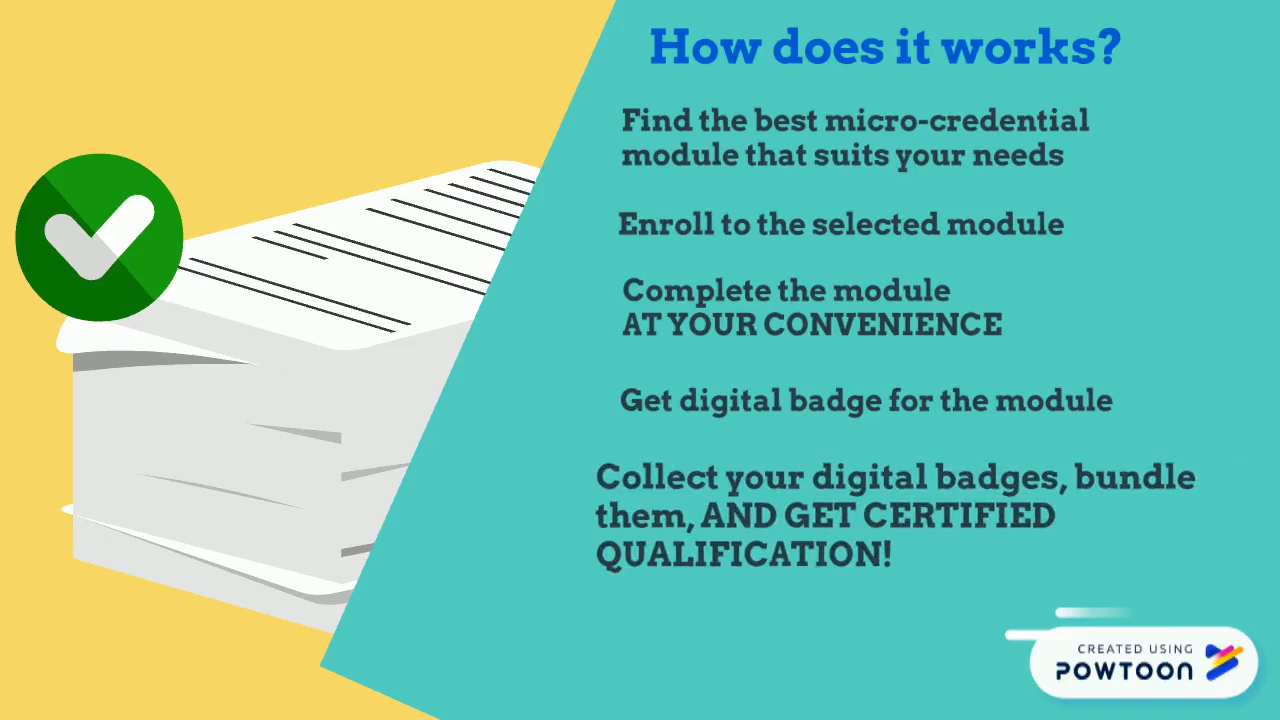 How does it works?
Find the best micro-credential
module that suits your needs
Enroll to the selected module
Complete the module
AT YOUR CONVENIENCE
Get digital badge for the module
Collect your digital badges, bundle
them, AND GET CERTIFIED
QUALIFICATION!
CREATED USING
POWTOON